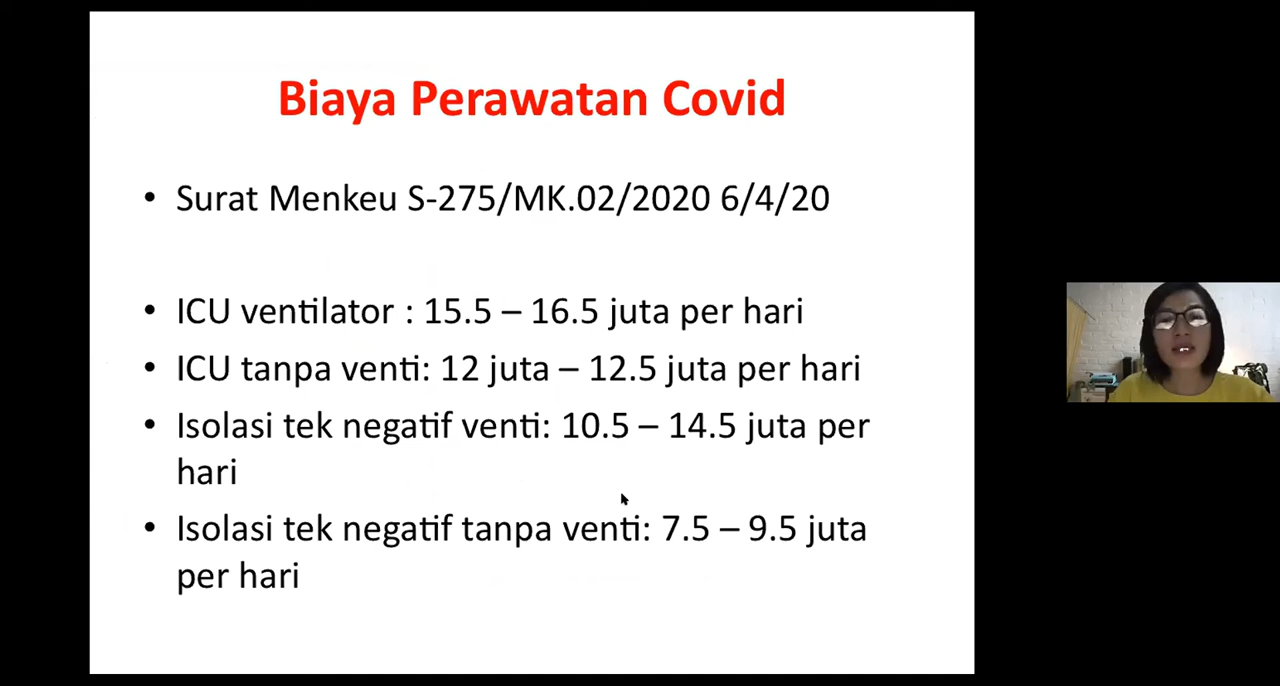 Biaya Perawatan Covid
• Surat Menkeu S-275/MK.02/2020 6/4/20
• ICU ventilator : 15.5 – 16.5 juta per hari
• ICU tanpa venti: 12 juta – 12.5 juta per hari
• Isolasi tek negatif venti: 10.5 – 14.5 juta per
hari
• Isolasi tek negatif tanpa venti: 7.5 – 9.5 juta
per hari